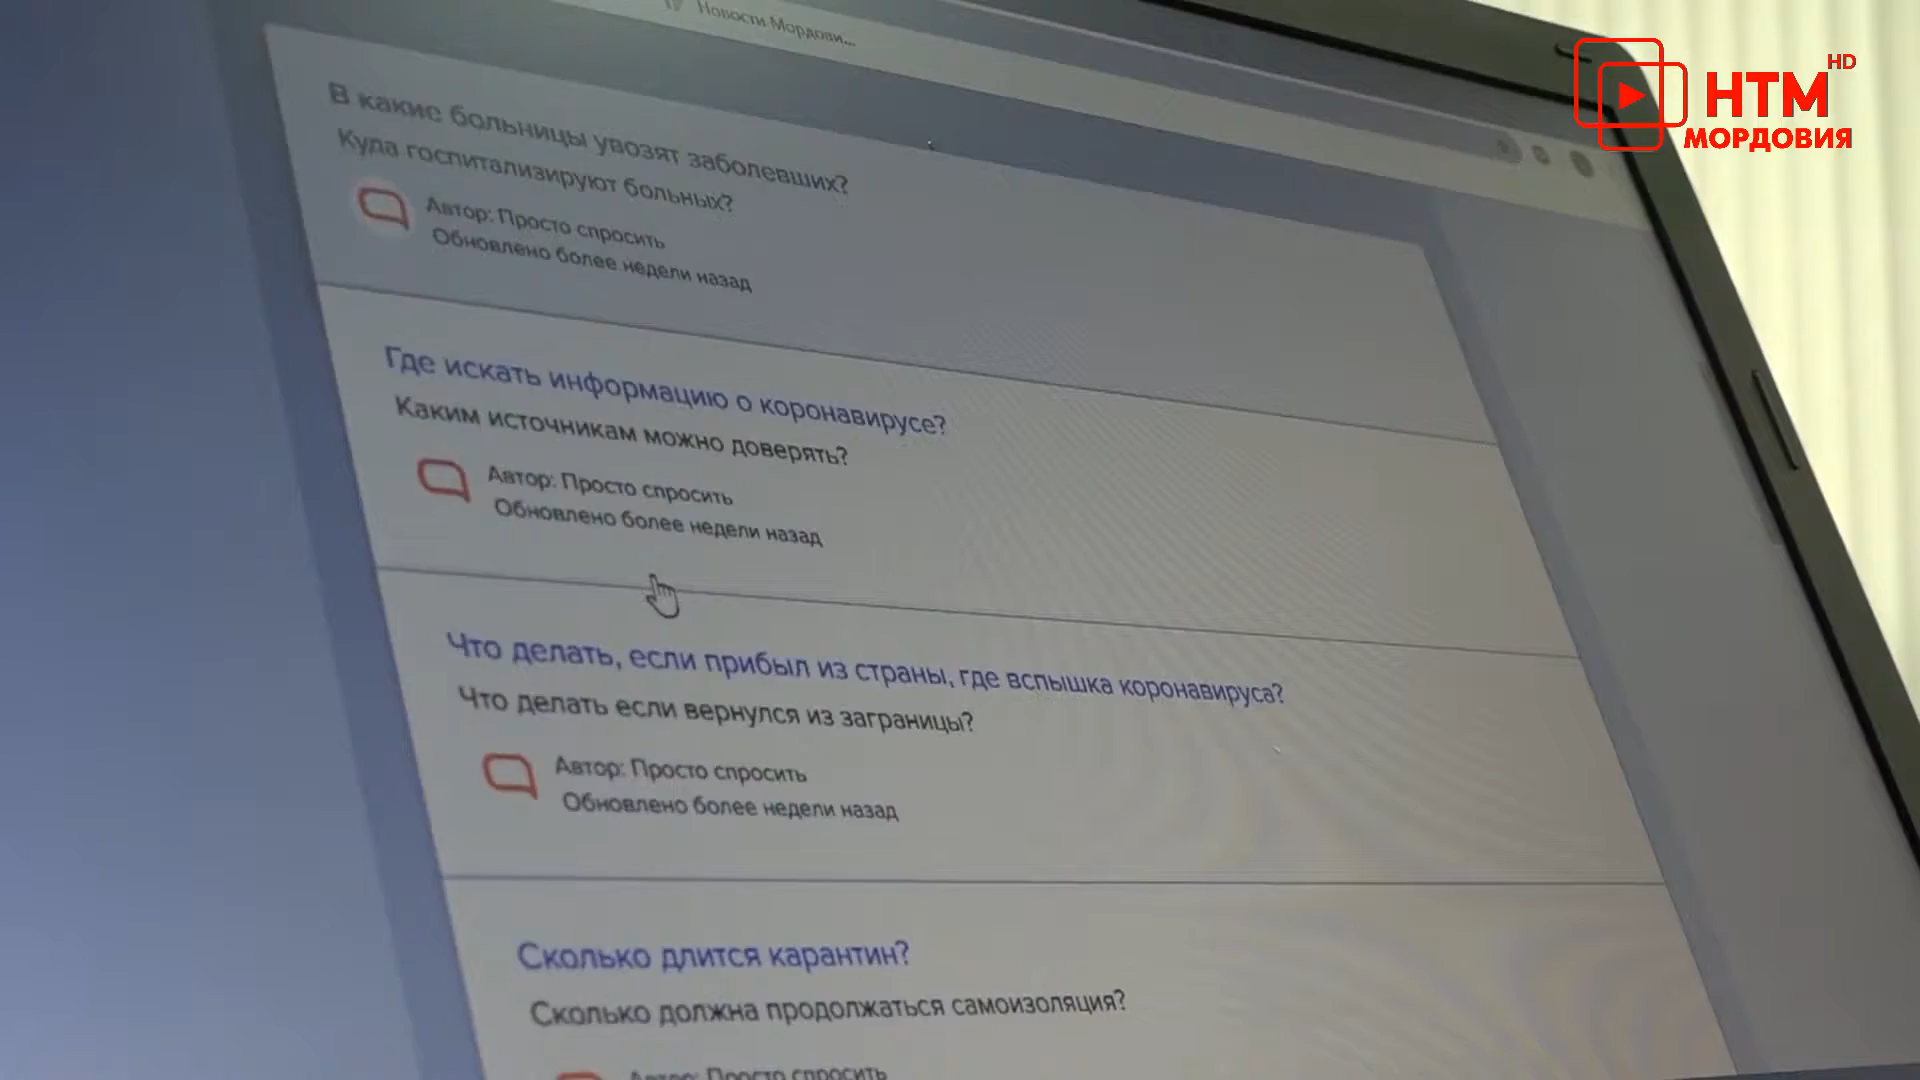 Новости Мордови...
HD
НТМ
МОРДОВИЯ
В какие больницы увозят заболевших?
Куда госпитализируют больных?
Автор: Просто спросить
Обновлено более недели назад
Где искать информацию о коронавирусе?
Каким источникам можно доверять?
Автор: Просто спросить
Обновлено более недели назад
Что делать, если прибыл из страны, где вспышка коронавируса?
Что делать если вернулся из заграницы?
Автор: Просто спросить
Обновлено более недели назад
Сколько длится карантин?
Сколько должна продолжаться самоизоляция?
Автор: Просто спросить